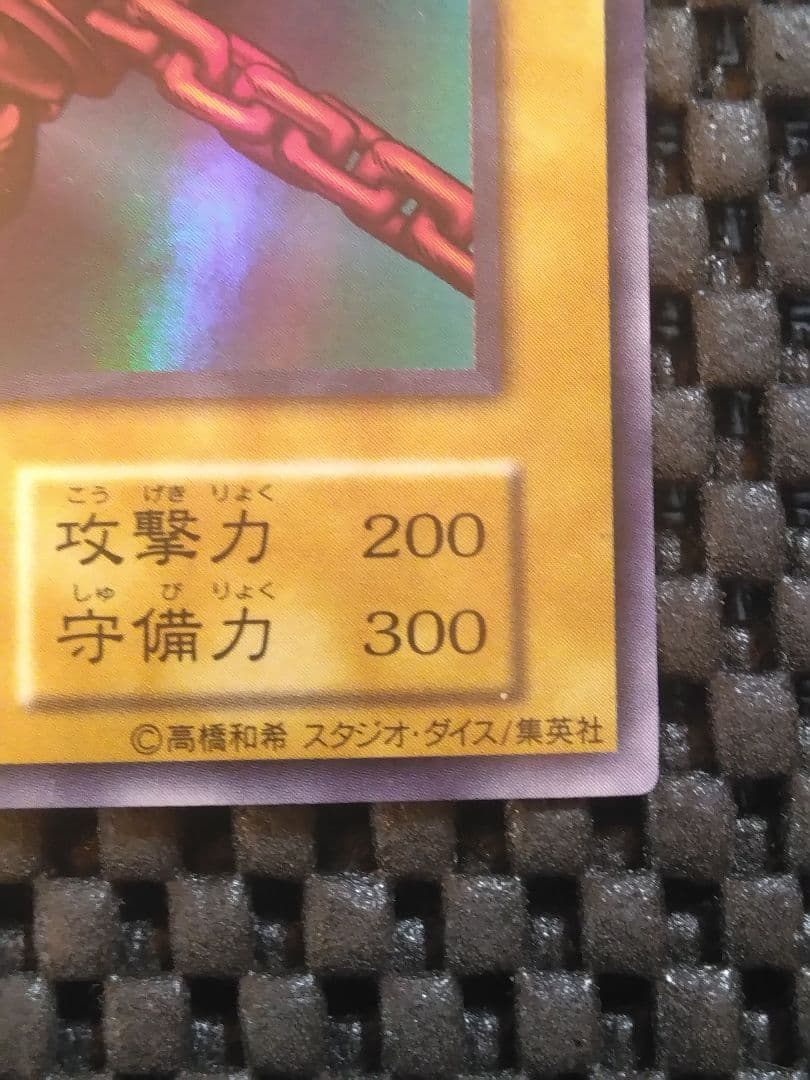 こうげきりょく
攻撃力 200
しゅびりょく
守備力 300
©高橋和希 スタジオ・ダイス/集英社